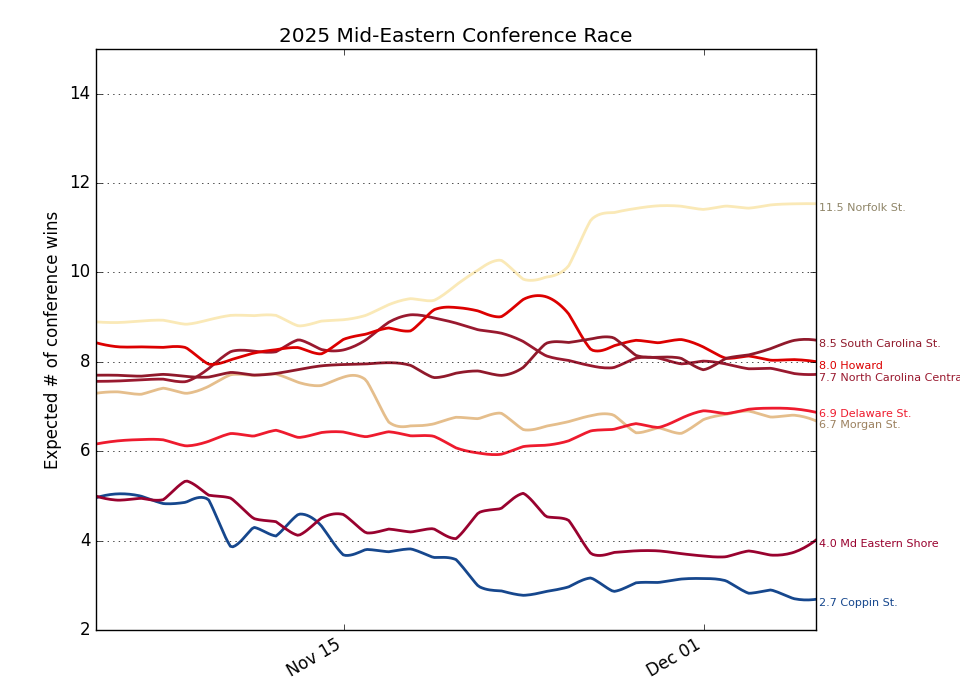 2025 Mid-Eastern Conference Race
Expected # of conference wins
14
12
10
8
6
4
2
Nov 15
Dec 01
11.5 Norfolk St.
8.5 South Carolina St.
8.0 Howard
7.7 North Carolina Centra
6.9 Delaware St.
6.7 Morgan St.
4.0 Md Eastern Shore
2.7 Coppin St.